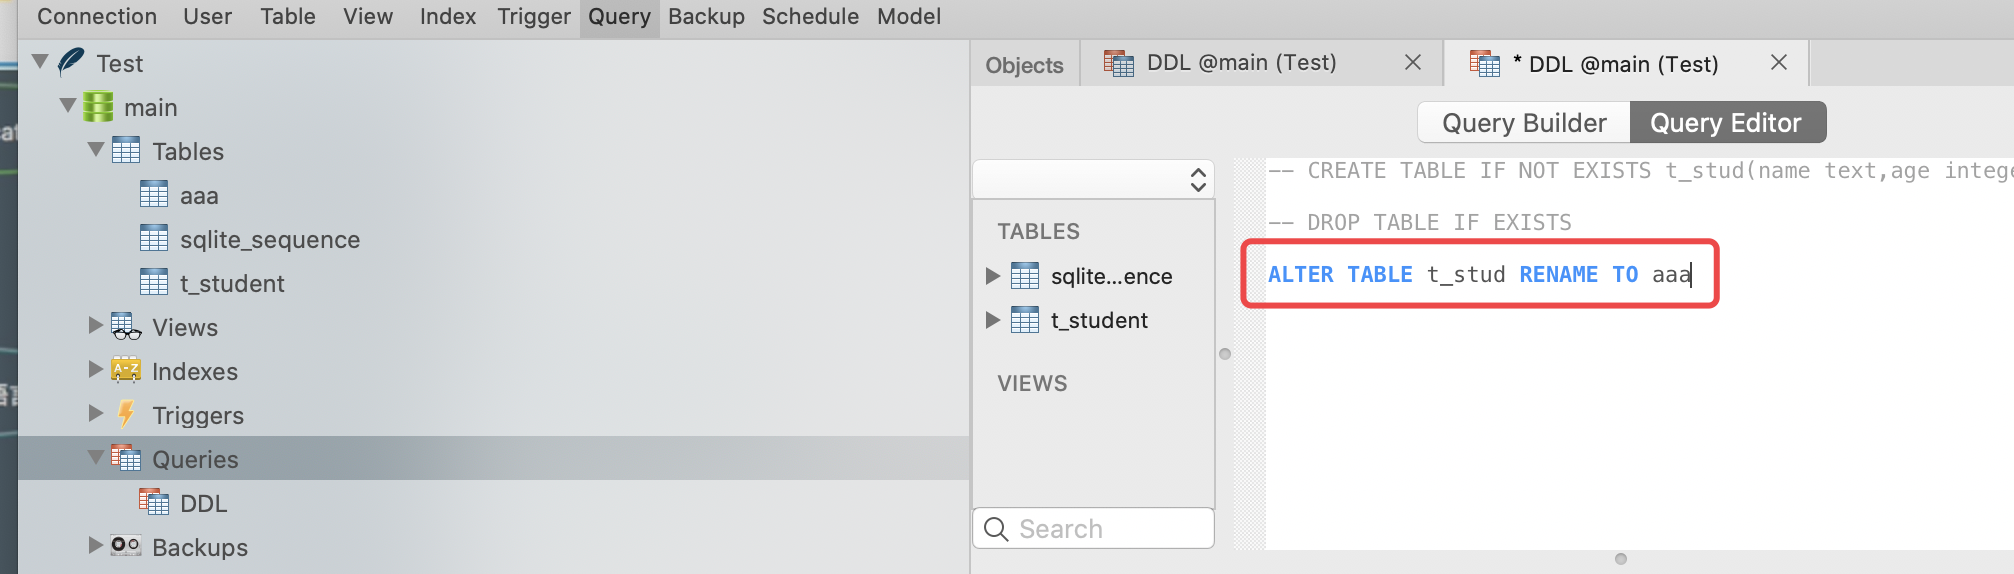 Connection User Table View Index Trigger Query Backup Schedule Model
Test
main
Tables
aaa
sqlite_sequence
t_student
Views
A-Z
Indexes
Triggers
Queries
DDL
Backups
Objects
DDL @main (Test)
* DDL @main (Test)
Query Builder
Query Editor
TABLES
sqlite...ence
t_student
VIEWS
Search
-- CREATE TABLE IF NOT EXISTS t_stud(name text,age intege
-- DROP TABLE IF EXISTS
ALTER TABLE t_stud RENAME TO aaa